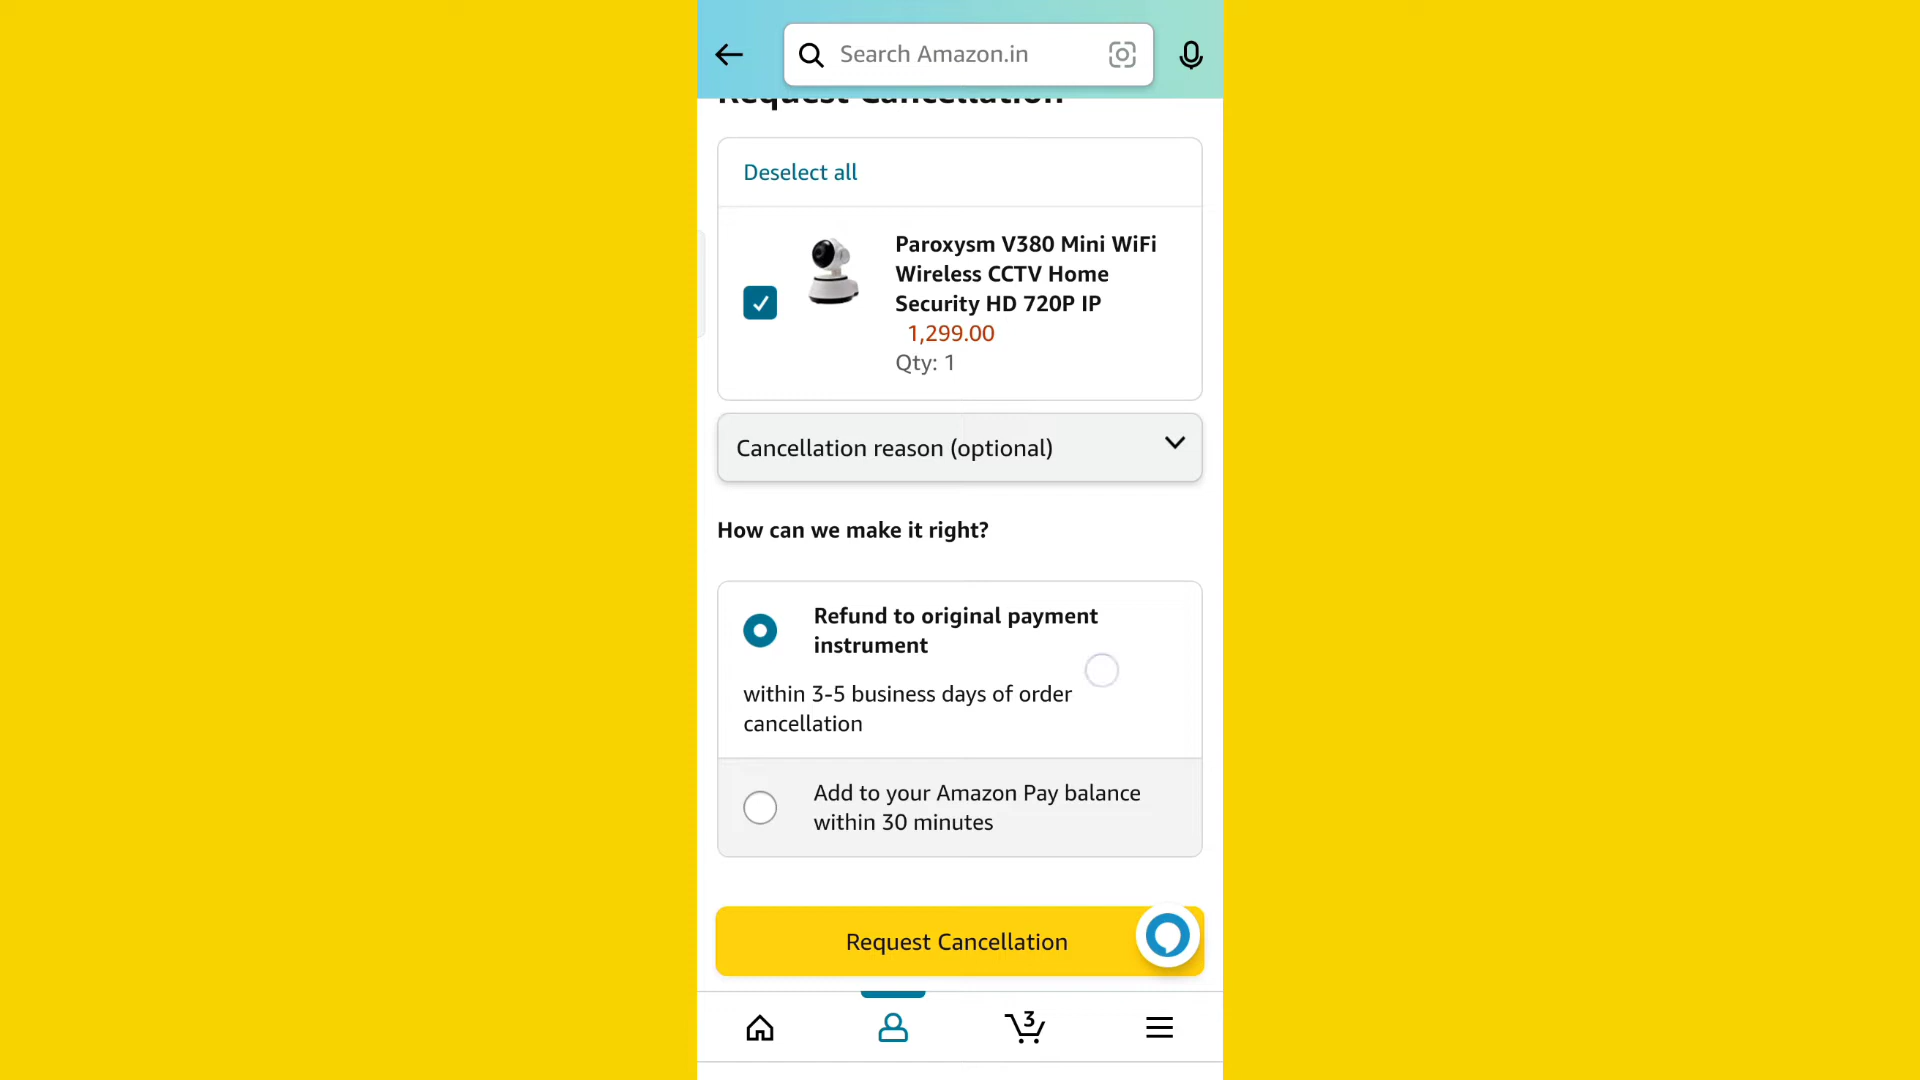 Search Amazon.in
Request Cancellation
Deselect all
Paroxysm V380 Mini WiFi
Wireless CCTV Home
Security HD 720P IP
1,299.00
Qty: 1
Cancellation reason (optional)
How can we make it right?
Refund to original payment
instrument
within 3-5 business days of order
cancellation
Add to your Amazon Pay balance
within 30 minutes
Request Cancellation
3